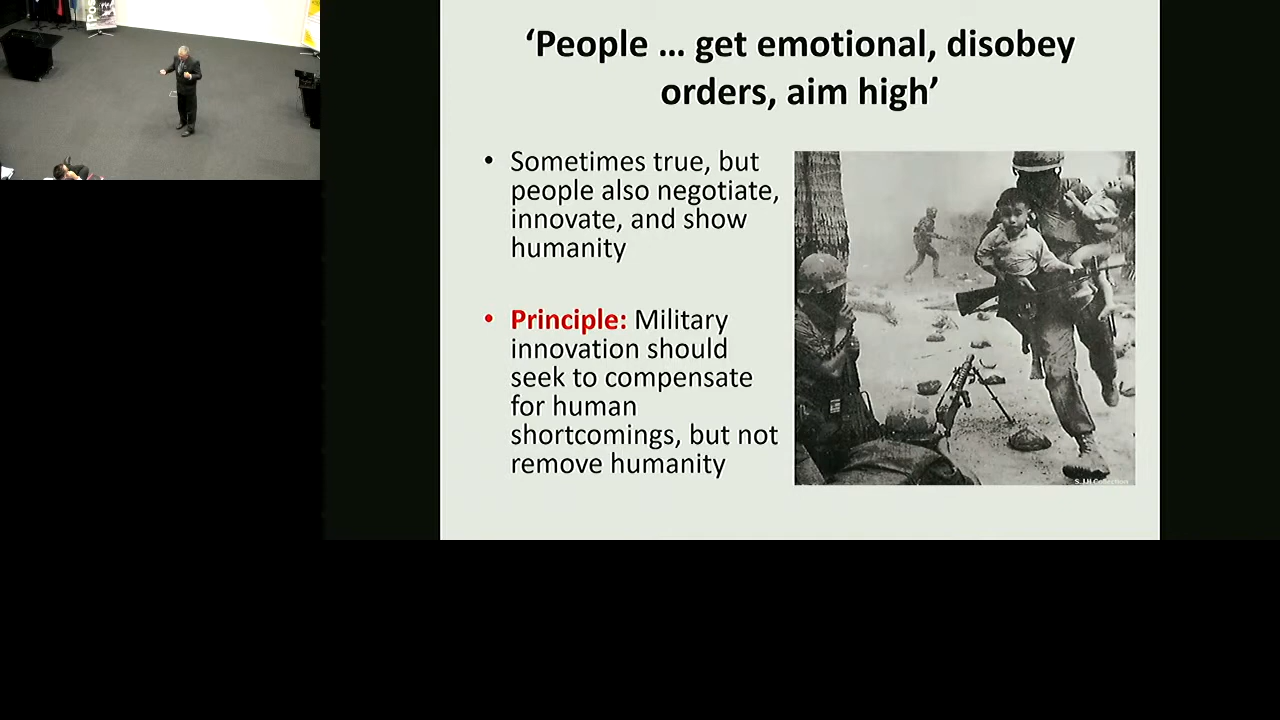 ‘People ... get emotional, disobey
orders, aim high’
• Sometimes true, but
people also negotiate,
innovate, and show
humanity
• Principle: Military
innovation should
seek to compensate
for human
shortcomings, but not
remove humanity